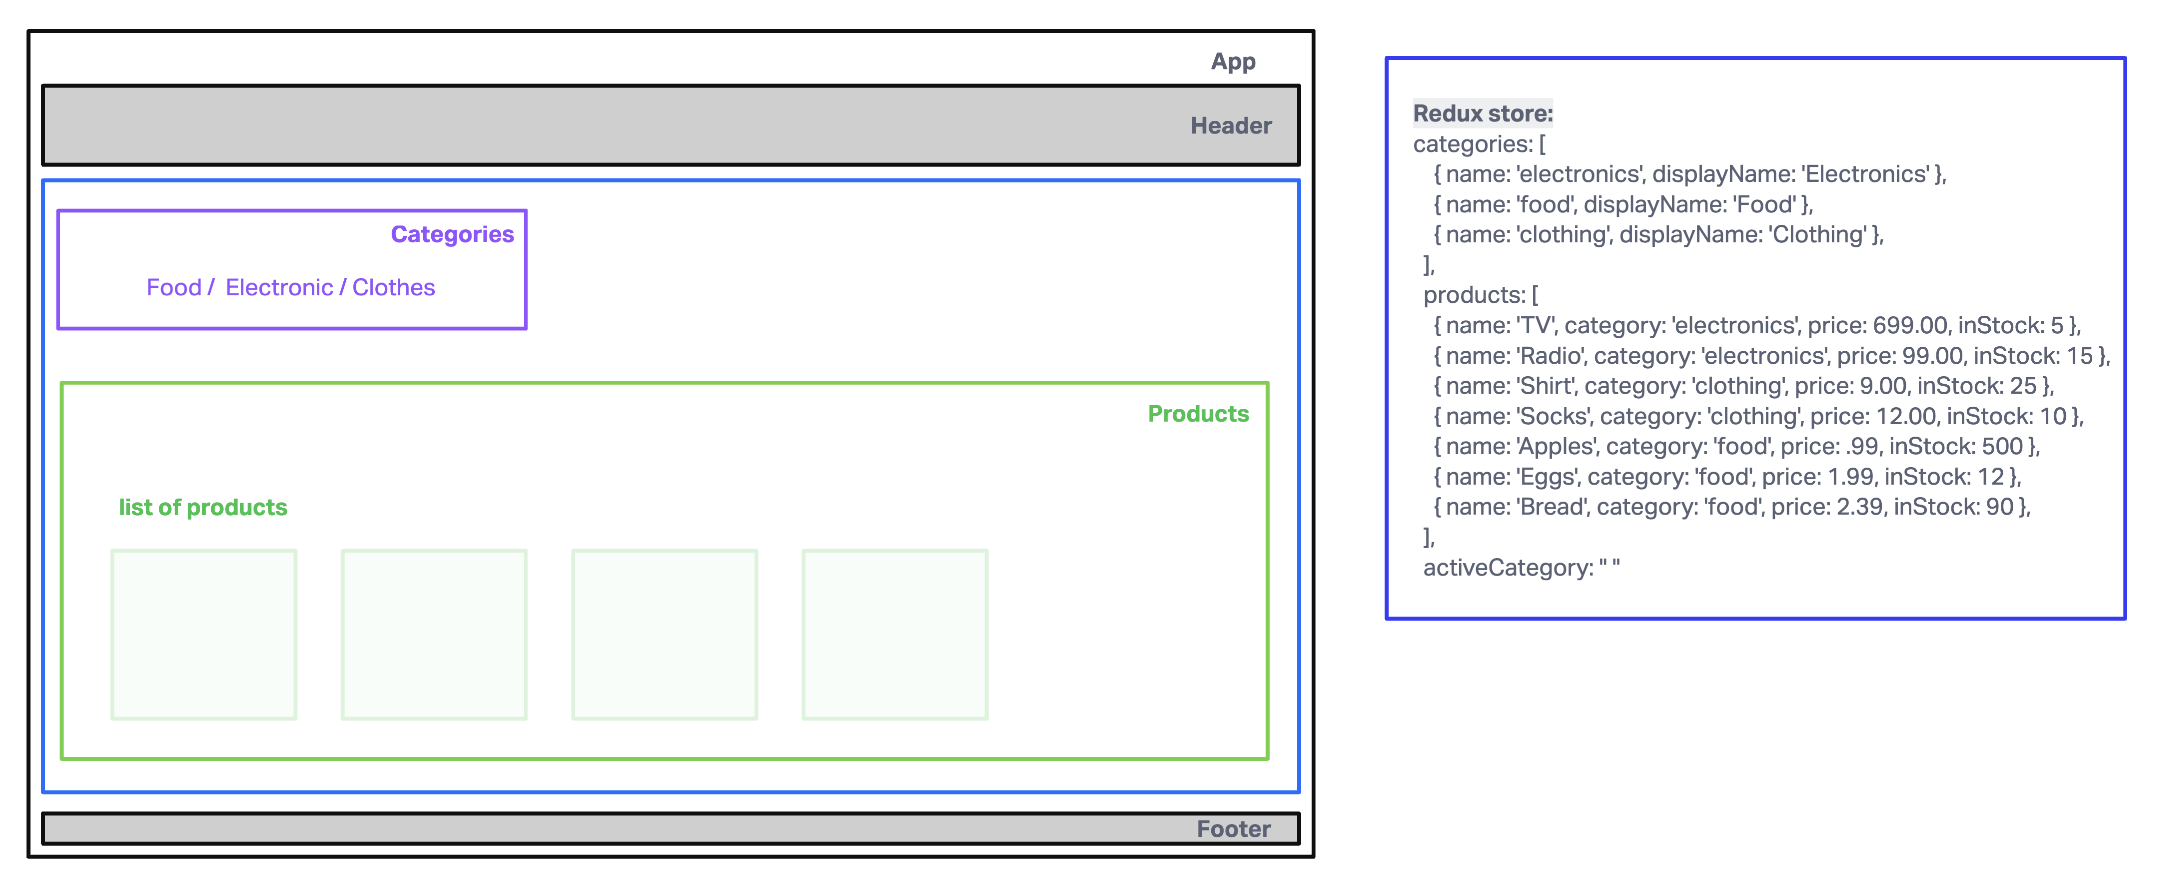 App
Header
Categories
Food /  Electronic / Clothes
Products
list of products
Footer
Redux store:
categories: [
{ name: 'electronics', displayName: 'Electronics' },
{ name: 'food', displayName: 'Food' },
{ name: 'clothing', displayName: 'Clothing' },
],
products: [
{ name: 'TV', category: 'electronics', price: 699.00, inStock: 5 },
{ name: 'Radio', category: 'electronics', price: 99.00, inStock: 15 },
{ name: 'Shirt', category: 'clothing', price: 9.00, inStock: 25 },
{ name: 'Socks', category: 'clothing', price: 12.00, inStock: 10 },
{ name: 'Apples', category: 'food', price: .99, inStock: 500 },
{ name: 'Eggs', category: 'food', price: 1.99, inStock: 12 },
{ name: 'Bread', category: 'food', price: 2.39, inStock: 90 },
],
activeCategory: " "